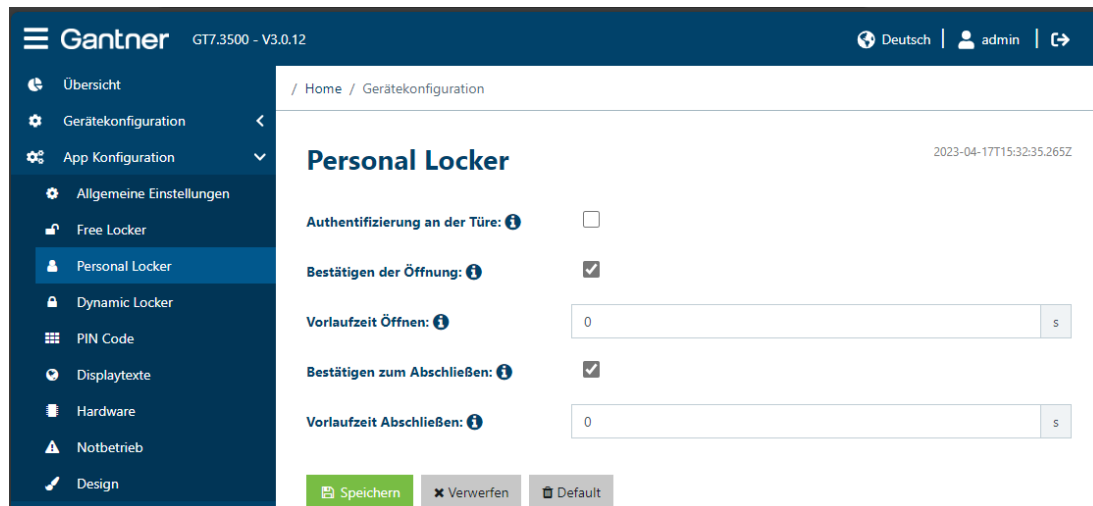 Gantner GT7.3500 - V3.0.12
Deutsch | admin |
Übersicht
Gerätekonfiguration
App Konfiguration
Allgemeine Einstellungen
Free Locker
Personal Locker
Dynamic Locker
PIN Code
Displaytexte
Hardware
Notbetrieb
Design
/ Home / Gerätekonfiguration
Personal Locker
2023-04-17T15:32:35.265Z
Authentifizierung an der Türe:
Bestätigen der Öffnung:
Vorlaufzeit Öffnen: 0 s
Bestätigen zum Abschließen:
Vorlaufzeit Abschließen: 0 s
Speichern Verwerfen Default